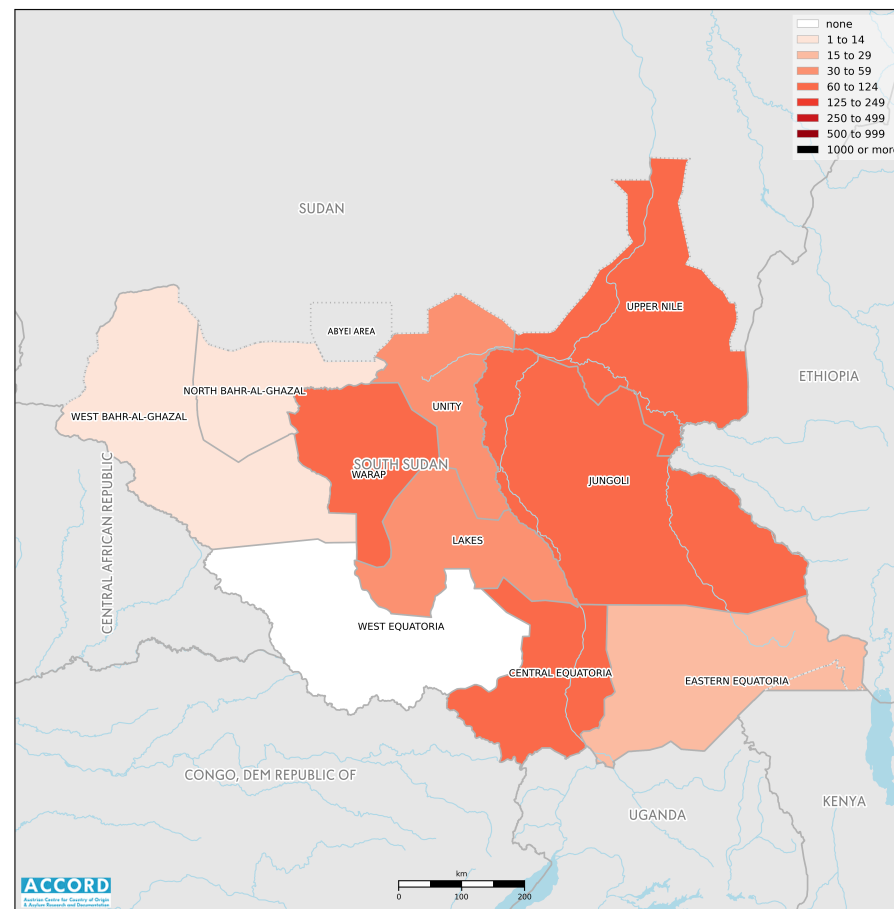 none
1 to 14
15 to 29
30 to 59
60 to 124
125 to 249
250 to 499
500 to 999
1000 or more
SUDAN
UPPER NILE
ABYEI AREA
ETHIOPIA
NORTH BAHR-AL-GHAZAL
UNITY
WEST BAHR-AL-GHAZAL
SOUTH SUDAN
WARAP
JUNGOLI
CENTRAL AFRICAN REPUBLIC
LAKES
WEST EQUATORIA
CENTRAL EQUATORIA
EASTERN EQUATORIA
CONGO, DEM REPUBLIC OF
KENYA
UGANDA
km
0 100 200
ACCORD
Austrian Centre for Country of Origin
& Asylum Research and Documentation